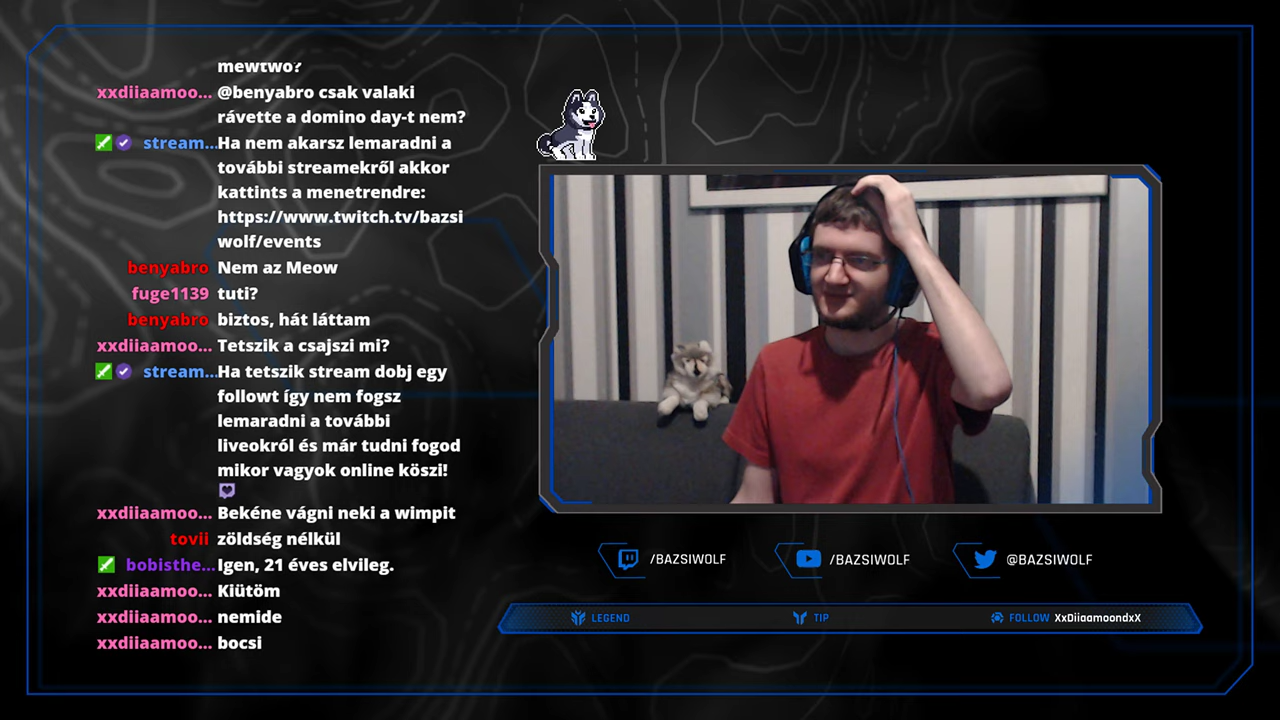 mewtwo?
xxdiiaamoo... @benyabro csak valaki
rávette a domino day-t nem?
stream... Ha nem akarsz lemaradni a
további streamekről akkor
kattints a menetrendre:
https://www.twitch.tv/bazsi
wolf/events
benyabro Nem az Meow
fuge1139 tuti?
benyabro biztos, hát láttam
xxdiiaamoo... Tetszik a csajszi mi?
stream... Ha tetszik stream dobj egy
followt így nem fogsz
lemaradni a további
liveokról és már tudni fogod
mikor vagyok online köszi!
xxdiiaamoo... Bekéne vágni neki a wimpit
tovii zöldség nélkül
bobisthe... Igen, 21 éves elvileg.
xxdiiaamoo... Kiütöm
xxdiiaamoo... nemide
xxdiiaamoo... bocsi
/BAZSIWOLF
/BAZSIWOLF
@BAZSIWOLF
LEGEND
TIP
FOLLOW XxDiiaamoondxX